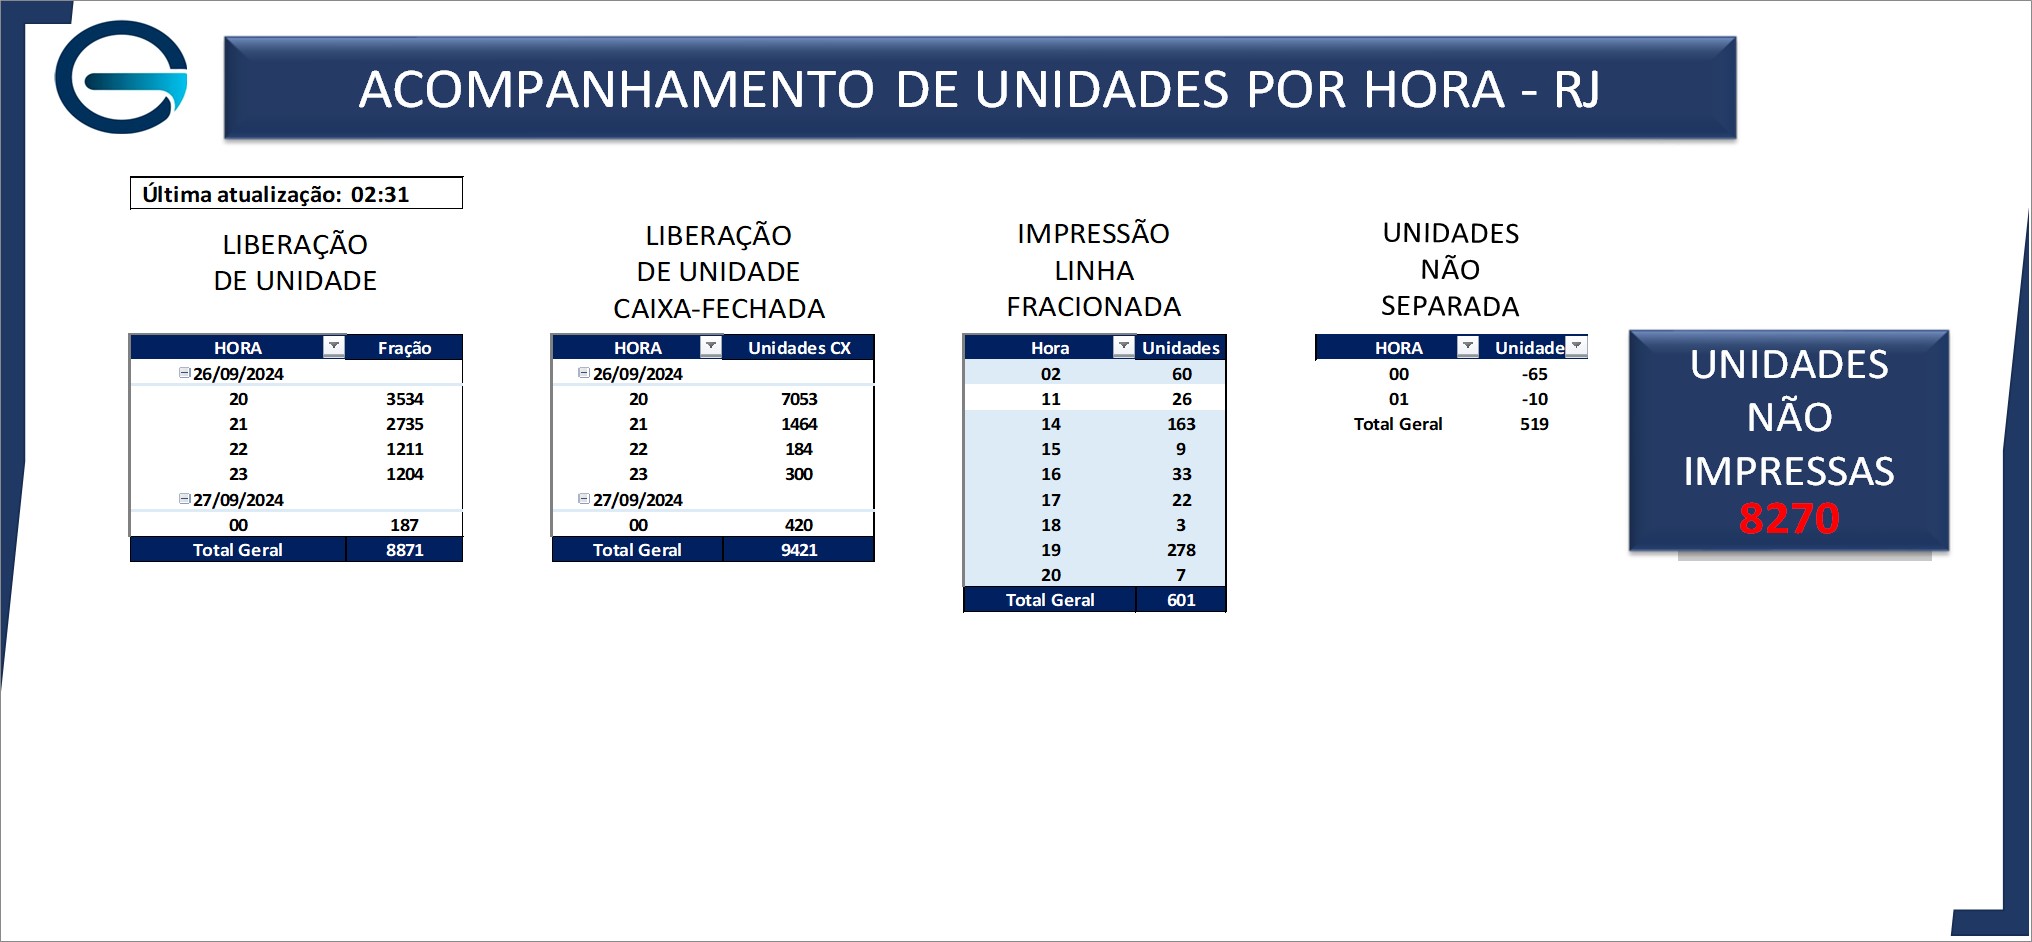 ACOMPANHAMENTO DE UNIDADES POR HORA - RJ
Última atualização: 02:31
LIBERAÇÃO
DE UNIDADE
HORA Fração
26/09/2024
20 3534
21 2735
22 1211
23 1204
27/09/2024
00 187
Total Geral 8871
LIBERAÇÃO
DE UNIDADE
CAIXA-FECHADA
HORA Unidades CX
26/09/2024
20 7053
21 1464
22 184
23 300
27/09/2024
00 420
Total Geral 9421
IMPRESSÃO
LINHA
FRACIONADA
Hora Unidades
02 60
11 26
14 163
15 9
16 33
17 22
18 3
19 278
20 7
Total Geral 601
UNIDADES
NÃO
SEPARADA
HORA Unidade
00 -65
01 -10
Total Geral 519
UNIDADES
NÃO
IMPRESSAS
8270